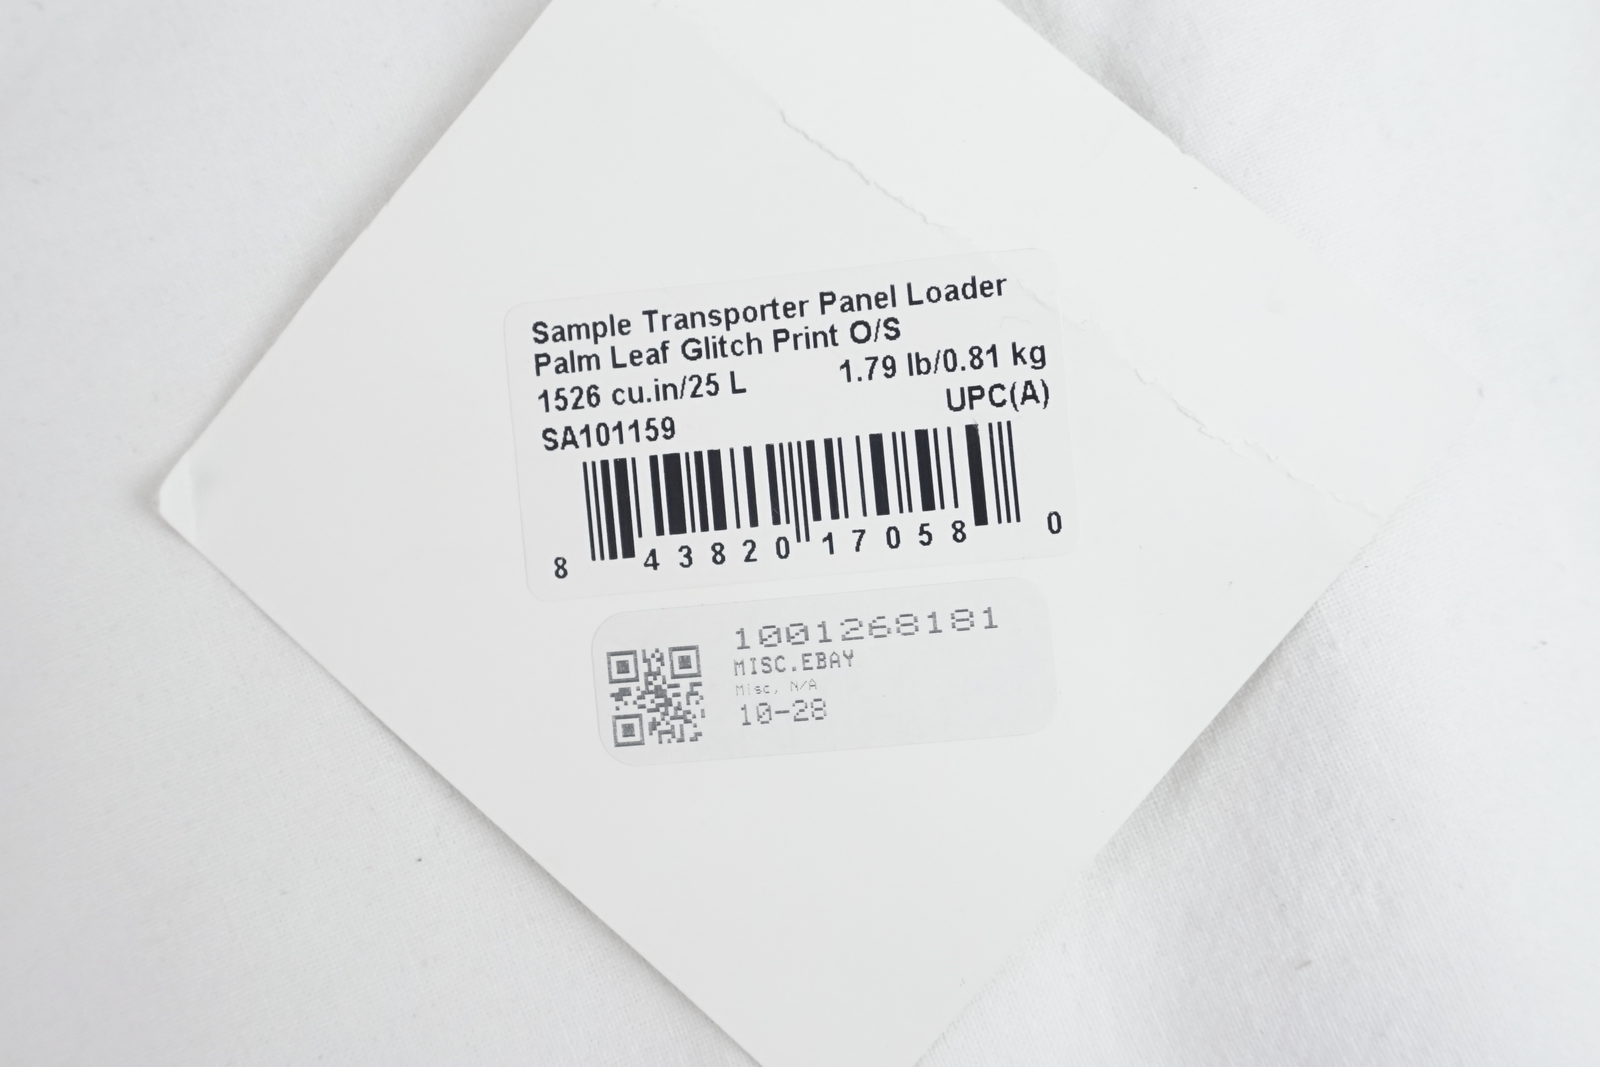 Sample Transporter Panel Loader
Palm Leaf Glitch Print O/S
1526 cu.in/25 L 1.79 lb/0.81 kg
UPC(A)
SA101159
8 43820 17058 0
1001268181
MISC.EBAY
Misc, N/A
10-28